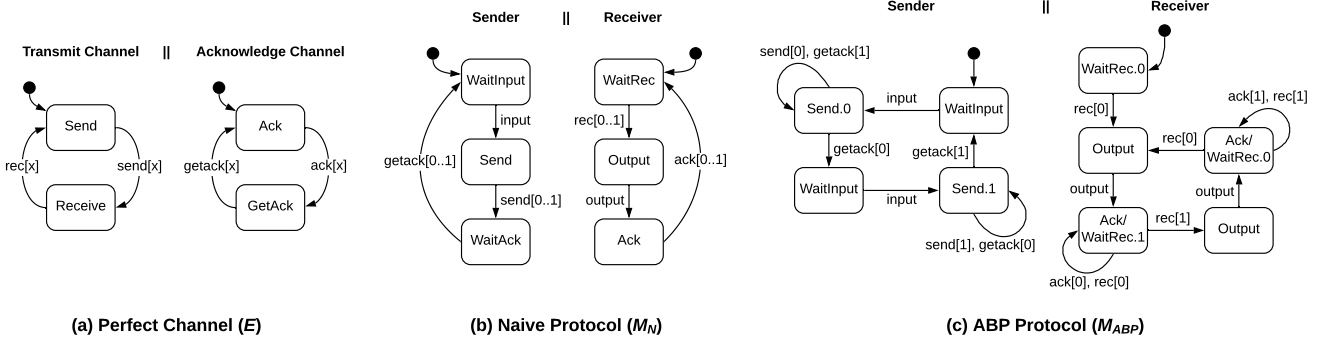 Transmit Channel || Acknowledge Channel
Send
send[x]
rec[x]
Receive
Ack
ack[x]
getack[x]
GetAck
(a) Perfect Channel (E)
Sender || Receiver
WaitInput
input
Send
send[0..1]
WaitAck
getack[0..1]
WaitRec
rec[0..1]
Output
output
Ack
ack[0..1]
(b) Naive Protocol (MN)
Sender || Receiver
send[0], getack[1]
Send.0
input
WaitInput
getack[0]
getack[1]
WaitInput
input
Send.1
send[1], getack[0]
WaitRec.0
rec[0]
ack[1], rec[1]
Output
rec[0]
Ack/
WaitRec.0
output
output
Ack/
WaitRec.1
rec[1]
Output
ack[0], rec[0]
(c) ABP Protocol (MABP)